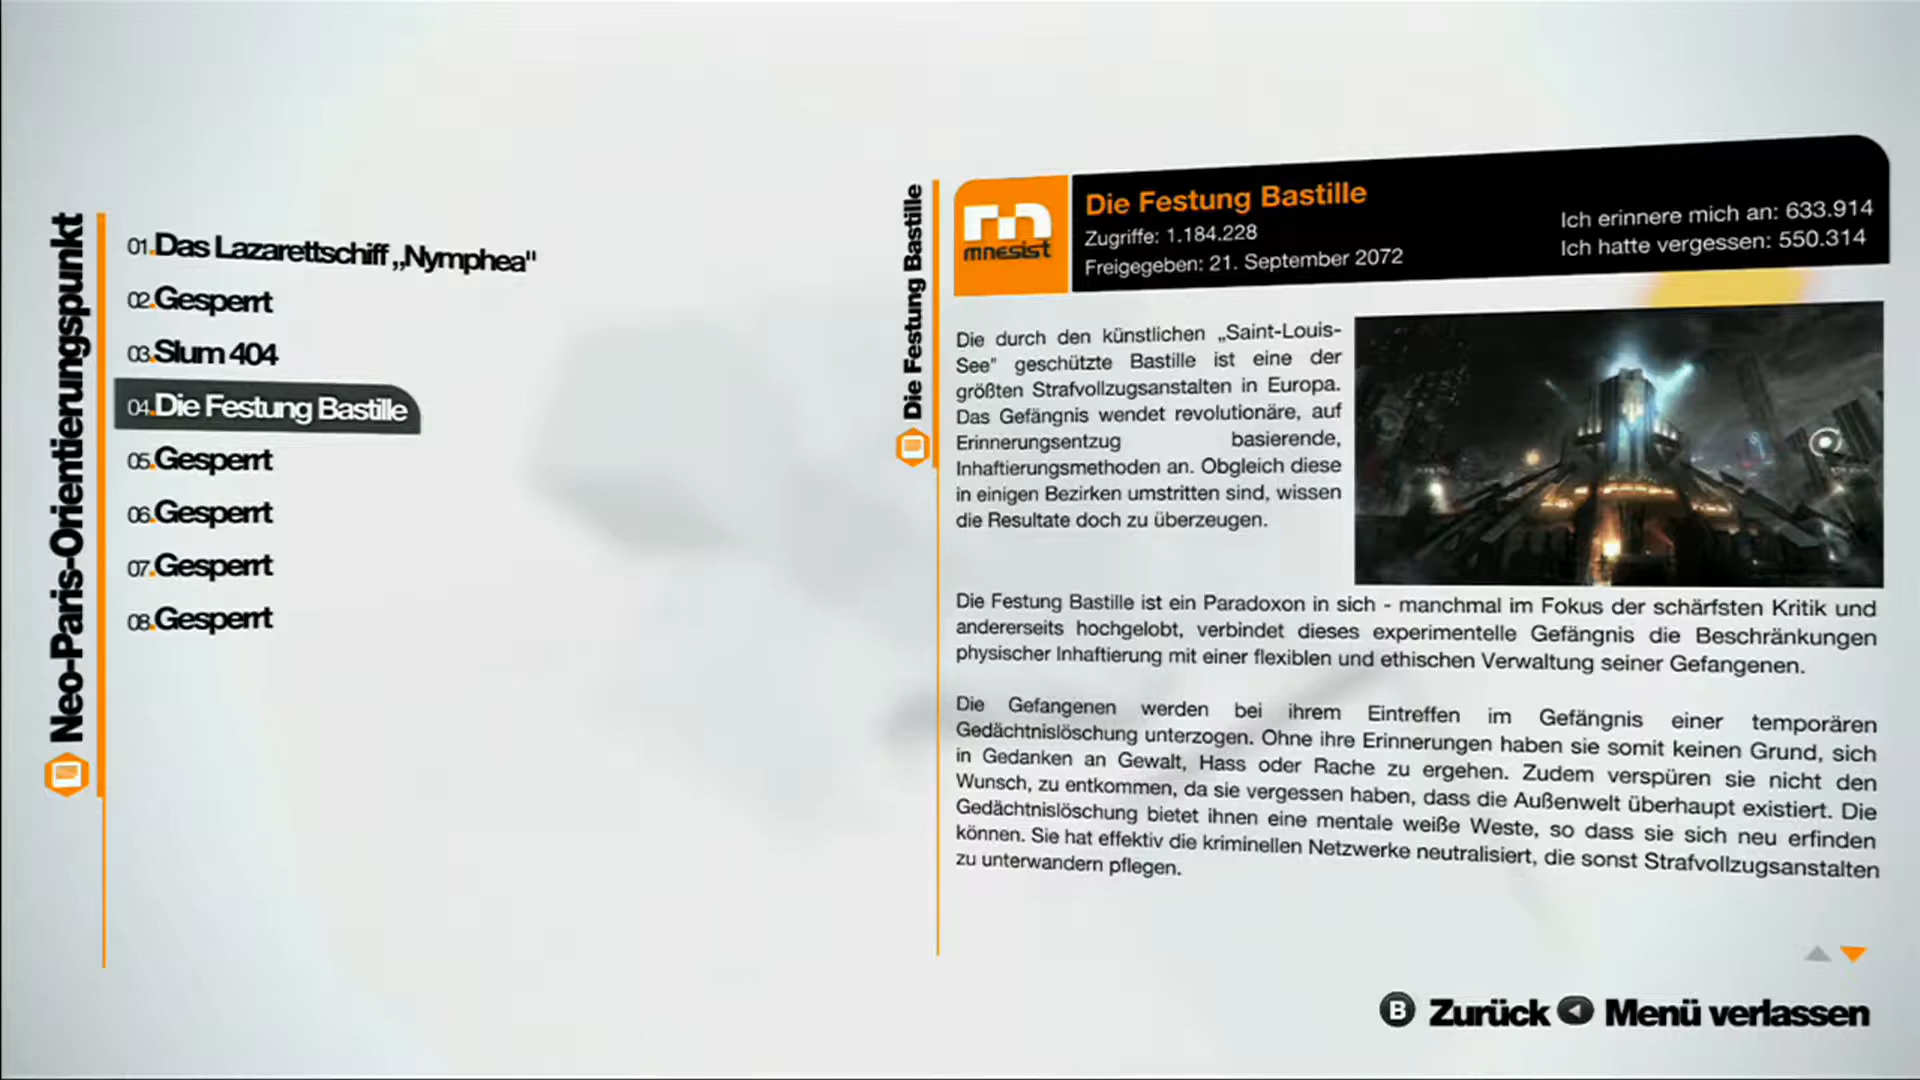 Neo-Paris-Orientierungspunkt
01.Das Lazarettschiff „Nymphea"
02.Gesperrt
03.Slum 404
04.Die Festung Bastille
05.Gesperrt
06.Gesperrt
07.Gesperrt
08.Gesperrt
Die Festung Bastille
mnesist
Die Festung Bastille
Zugriffe: 1.184.228
Freigegeben: 21. September 2072
Ich erinnere mich an: 633.914
Ich hatte vergessen: 550.314
Die durch den künstlichen „Saint-Louis-
See" geschützte Bastille ist eine der
größten Strafvollzugsanstalten in Europa.
Das Gefängnis wendet revolutionäre, auf
Erinnerungsentzug basierende,
Inhaftierungsmethoden an. Obgleich diese
in einigen Bezirken umstritten sind, wissen
die Resultate doch zu überzeugen.
Die Festung Bastille ist ein Paradoxon in sich - manchmal im Fokus der schärfsten Kritik und
andererseits hochgelobt, verbindet dieses experimentelle Gefängnis die Beschränkungen
physischer Inhaftierung mit einer flexiblen und ethischen Verwaltung seiner Gefangenen.
Die Gefangenen werden bei ihrem Eintreffen im Gefängnis einer temporären
Gedächtnislöschung unterzogen. Ohne ihre Erinnerungen haben sie somit keinen Grund, sich
in Gedanken an Gewalt, Hass oder Rache zu ergehen. Zudem verspüren sie nicht den
Wunsch, zu entkommen, da sie vergessen haben, dass die Außenwelt überhaupt existiert. Die
Gedächtnislöschung bietet ihnen eine mentale weiße Weste, so dass sie sich neu erfinden
können. Sie hat effektiv die kriminellen Netzwerke neutralisiert, die sonst Strafvollzugsanstalten
zu unterwandern pflegen.
B Zurück Menü verlassen